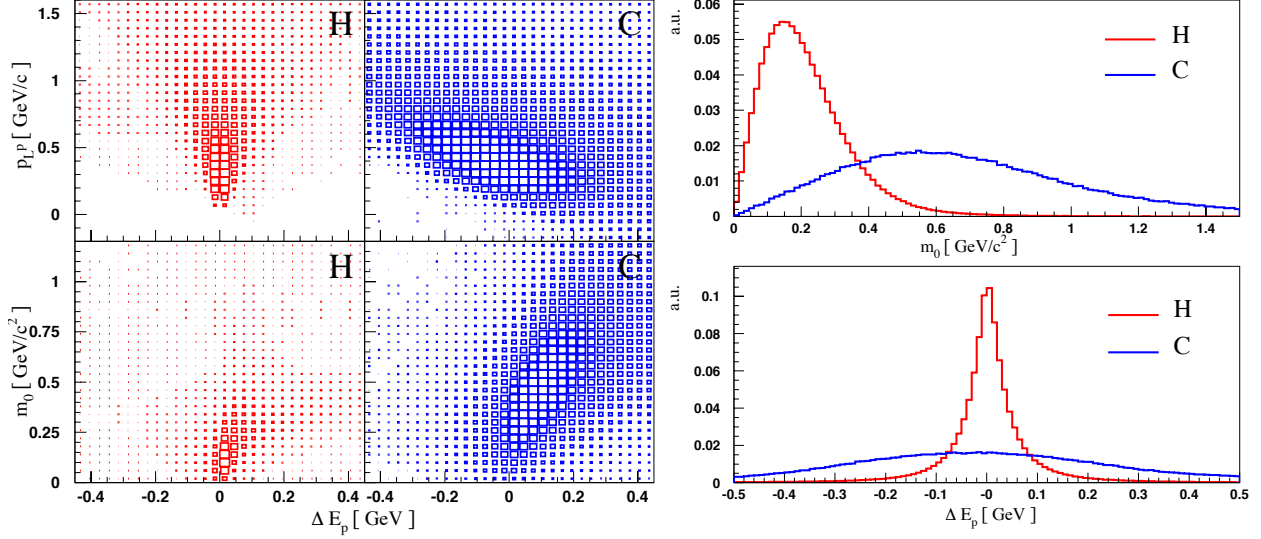 H
C
1.5
1
0.5
0
p_L^p [ GeV/c]
H
C
1
0.75
0.5
0.25
0
m_0 [ GeV/c^2]
-0.4 -0.2 0 0.2 0.4
-0.4 -0.2 0 0.2 0.4
Δ E_p [ GeV]
a.u.
0.06
0.05
0.04
0.03
0.02
0.01
0
H
C
0 0.2 0.4 0.6 0.8 1 1.2 1.4
m_0 [ GeV/c^2]
a.u.
0.1
0.08
0.06
0.04
0.02
0
H
C
-0.5 -0.4 -0.3 -0.2 -0.1 -0 0.1 0.2 0.3 0.4 0.5
Δ E_p [ GeV]